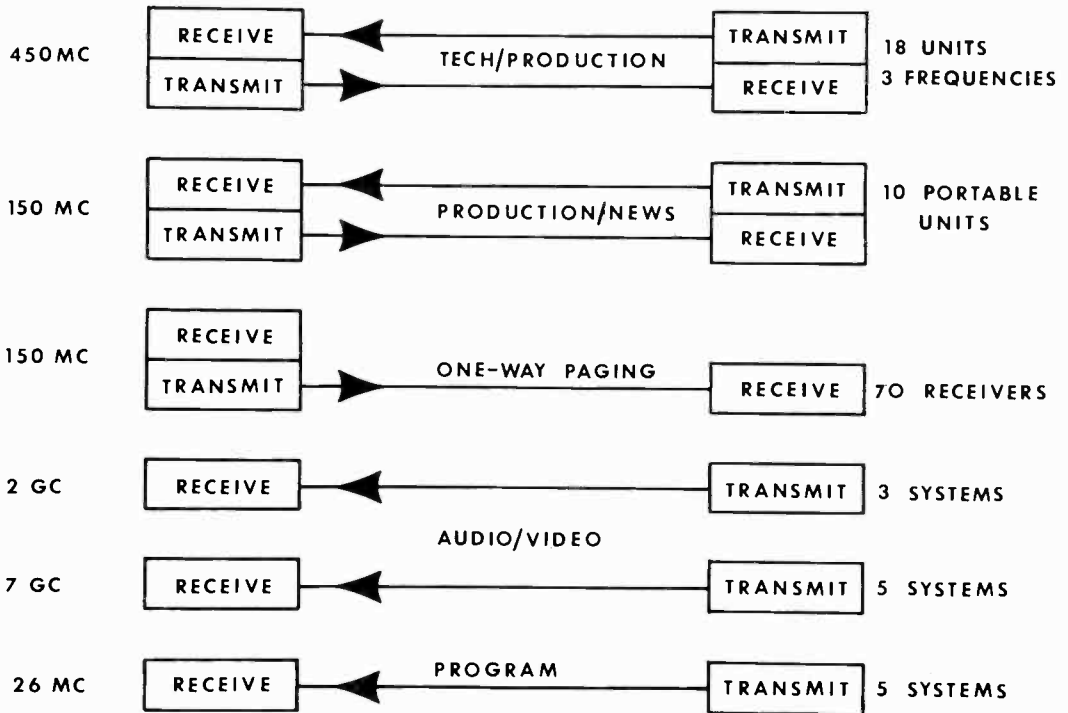 450MC
RECEIVE
TRANSMIT
TECH/PRODUCTION
TRANSMIT
RECEIVE
18 UNITS
3 FREQUENCIES
150 MC
RECEIVE
TRANSMIT
PRODUCTION/NEWS
TRANSMIT
RECEIVE
10 PORTABLE
UNITS
150 MC
RECEIVE
TRANSMIT
ONE-WAY PAGING
RECEIVE
70 RECEIVERS
2 GC
RECEIVE
TRANSMIT
3 SYSTEMS
AUDIO/VIDEO
7 GC
RECEIVE
TRANSMIT
5 SYSTEMS
26 MC
RECEIVE
PROGRAM
TRANSMIT
5 SYSTEMS